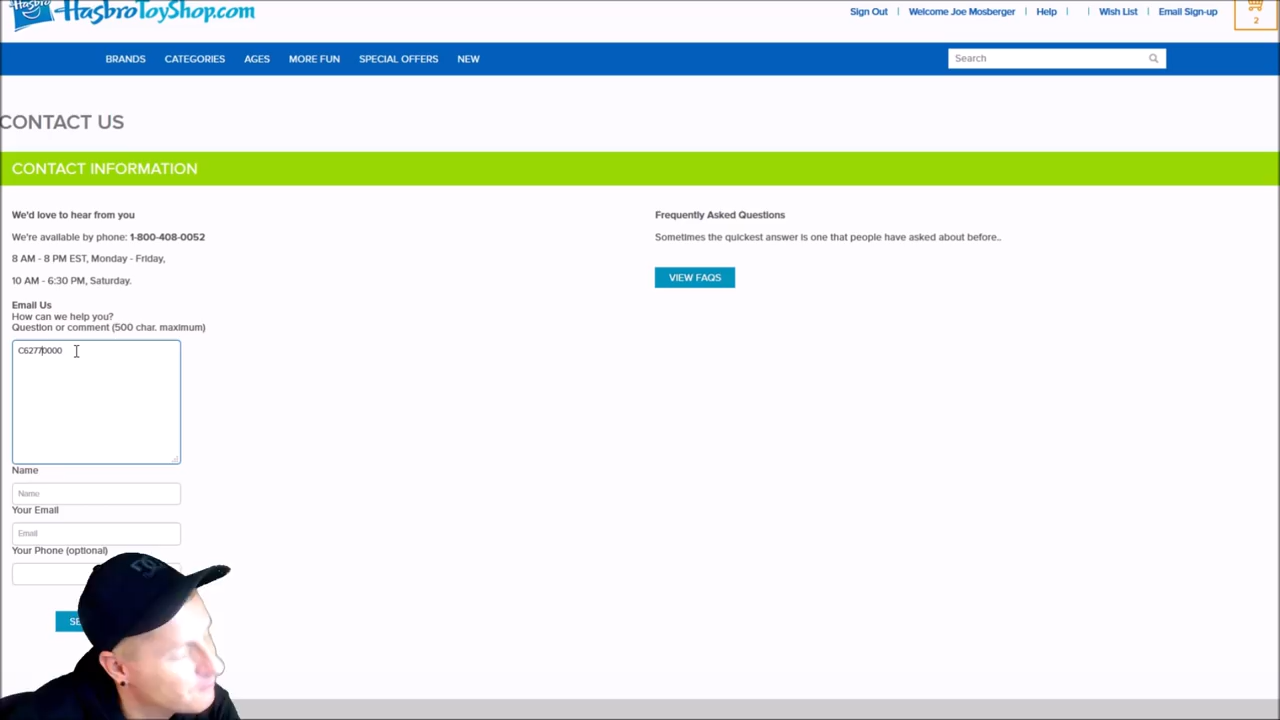 HasbroToyShop.com
Sign Out | Welcome Joe Mosberger | Help | | Wish List | Email Sign-up
2
BRANDS CATEGORIES AGES MORE FUN SPECIAL OFFERS NEW
Search
CONTACT US
CONTACT INFORMATION
We'd love to hear from you
We're available by phone: 1-800-408-0052
8 AM - 8 PM EST, Monday - Friday,
10 AM - 6:30 PM, Saturday.
Email Us
How can we help you?
Question or comment (500 char. maximum)
C62770000
Name
Name
Your Email
Email
Your Phone (optional)
Frequently Asked Questions
Sometimes the quickest answer is one that people have asked about before..
VIEW FAQS